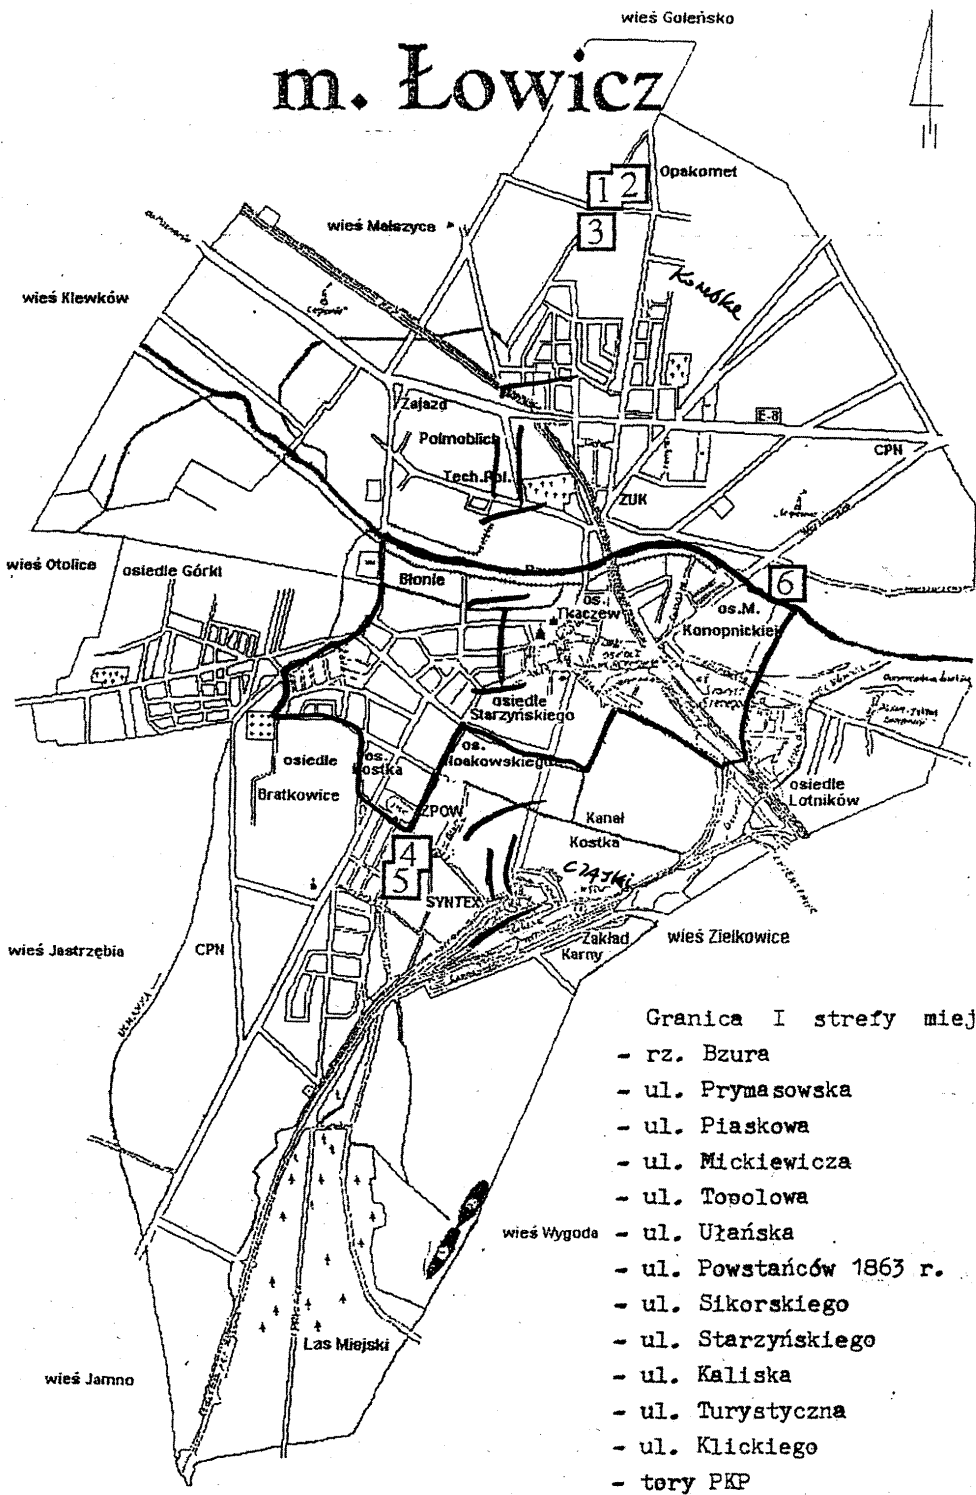 wieś Goleńsko
m. Łowicz
Opakomet
1 2
3
wieś Małszyce
wieś Klewków
Korabka
Zajazd
E-8
Polmoblich
CPN
Tech.Rol.
ZUK
wieś Otolice
osiedle Górki
Błonie
Bzura
6
os.
Tkaczew
os.M.
Konopnickiej
osiedle
Starzyńskiego
os.
Noakowskiego
osiedle
Bratkowice
os.
Kostka
osiedle
Lotników
ZPOW
Kanał
Kostka
4
5
SYNTEX
wieś Jastrzębia
CPN
Zakład
Karny
wieś Zielkowice
Granica I strefy miej
- rz. Bzura
- ul. Prymasowska
- ul. Piaskowa
- ul. Mickiewicza
- ul. Topolowa
wieś Wygoda
- ul. Ułańska
- ul. Powstańców 1863 r.
- ul. Sikorskiego
- ul. Starzyńskiego
Las Miejski
- ul. Kaliska
wieś Jamno
- ul. Turystyczna
- ul. Klickiego
- tory PKP